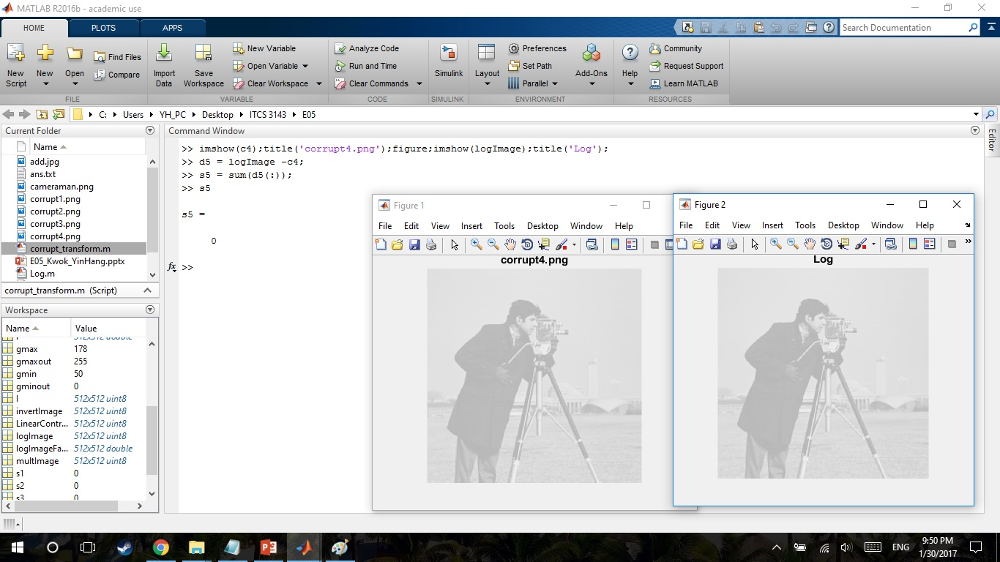 MATLAB R2016b - academic use
HOME PLOTS APPS
Search Documentation
New Script
New
Open
Find Files
Compare
Import Data
Save Workspace
New Variable
Open Variable
Clear Workspace
Analyze Code
Run and Time
Clear Commands
Simulink
Layout
Preferences
Set Path
Parallel
Add-Ons
Help
Community
Request Support
Learn MATLAB
FILE VARIABLE CODE SIMULINK ENVIRONMENT RESOURCES
C: Users YH_PC Desktop ITCS 3143 E05
Current Folder
Name
add.jpg
ans.txt
cameraman.png
corrupt1.png
corrupt2.png
corrupt3.png
corrupt4.png
corrupt_transform.m
E05_Kwok_YinHang.pptx
Log.m
corrupt_transform.m (Script)
Workspace
Name Value
512x512 double
gmax 178
gmaxout 255
gmin 50
gminout 0
I 512x512 uint8
invertImage 512x512 uint8
LinearContr... 512x512 uint8
logImage 512x512 uint8
logImageFa... 512x512 double
multImage 512x512 uint8
s1 0
s2 0
s3 0
Command Window
>> imshow(c4);title('corrupt4.png');figure;imshow(logImage);title('Log');
>> d5 = logImage -c4;
>> s5 = sum(d5(:));
>> s5
s5 =
0
fx >>
Editor
Figure 1
File Edit View Insert Tools Desktop Window Help
corrupt4.png
Figure 2
File Edit View Insert Tools Desktop Window Help
Log
ENG
9:50 PM
1/30/2017